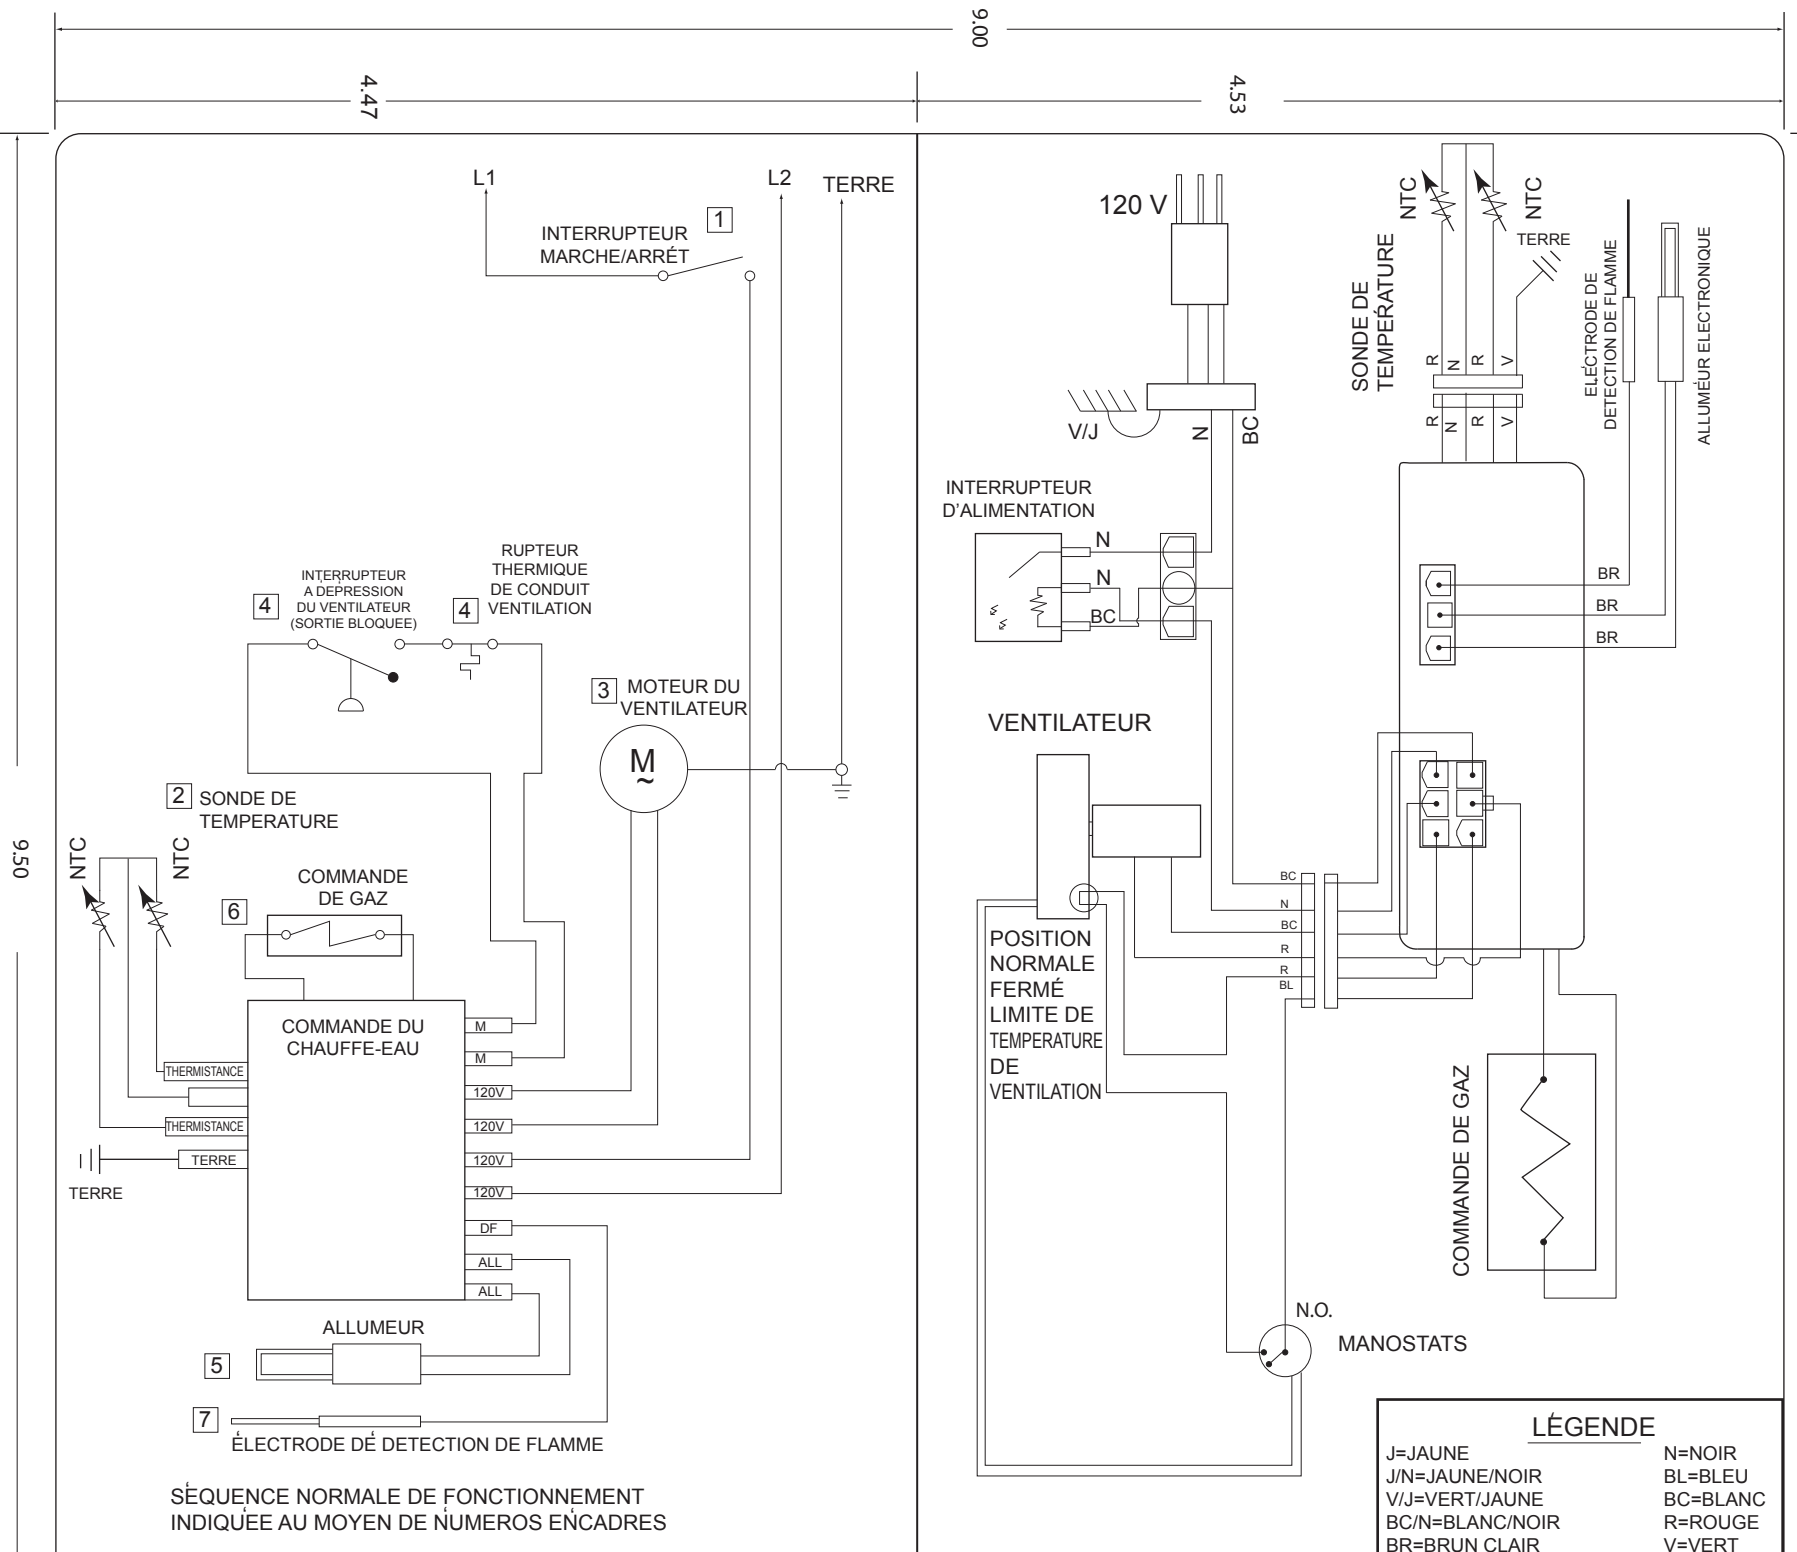 9.00
4.47
4.53
9.50
L1
L2
TERRE
1
INTERRUPTEUR
MARCHE/ARRÉT
INTERRUPTEUR
A DEPRESSION
DU VENTILATEUR
(SORTIE BLOQUEE)
4
RUPTEUR
THERMIQUE
DE CONDUIT
VENTILATION
4
3
MOTEUR DU
VENTILATEUR
M
~
2
SONDE DE
TEMPERATURE
NTC
NTC
COMMANDE
DE GAZ
6
COMMANDE DU
CHAUFFE-EAU
THERMISTANCE
THERMISTANCE
TERRE
TERRE
M
M
120V
120V
120V
120V
DF
ALL
ALL
ALLUMEUR
5
7
ÉLECTRODE DÉ DETECTION DE FLAMME
SÉQUENCE NORMALE DE FONCTIONNEMENT
INDIQUÉE AU MOYEN DE NUMÉROS ENCADRÉS
120 V
V/J
N
BC
INTERRUPTEUR
D'ALIMENTATION
N
N
BC
SONDE DE
TEMPÉRATURE
NTC
NTC
TERRE
R
N
R
V
R
N
R
V
ELÉCTRODE DE
DETECTION DE FLAMME
ALLUMEUR ELECTRONIQUE
BR
BR
BR
VENTILATEUR
BC
N
BC
R
R
BL
POSITION
NORMALE
FERMÉ
LIMITE DE
TEMPERATURE
DE
VENTILATION
COMMANDE DE GAZ
N.O.
MANOSTATS
LÉGENDE
J=JAUNE
N=NOIR
J/N=JAUNE/NOIR
BL=BLEU
V/J=VERT/JAUNE
BC=BLANC
BC/N=BLANC/NOIR
R=ROUGE
BR=BRUN CLAIR
V=VERT